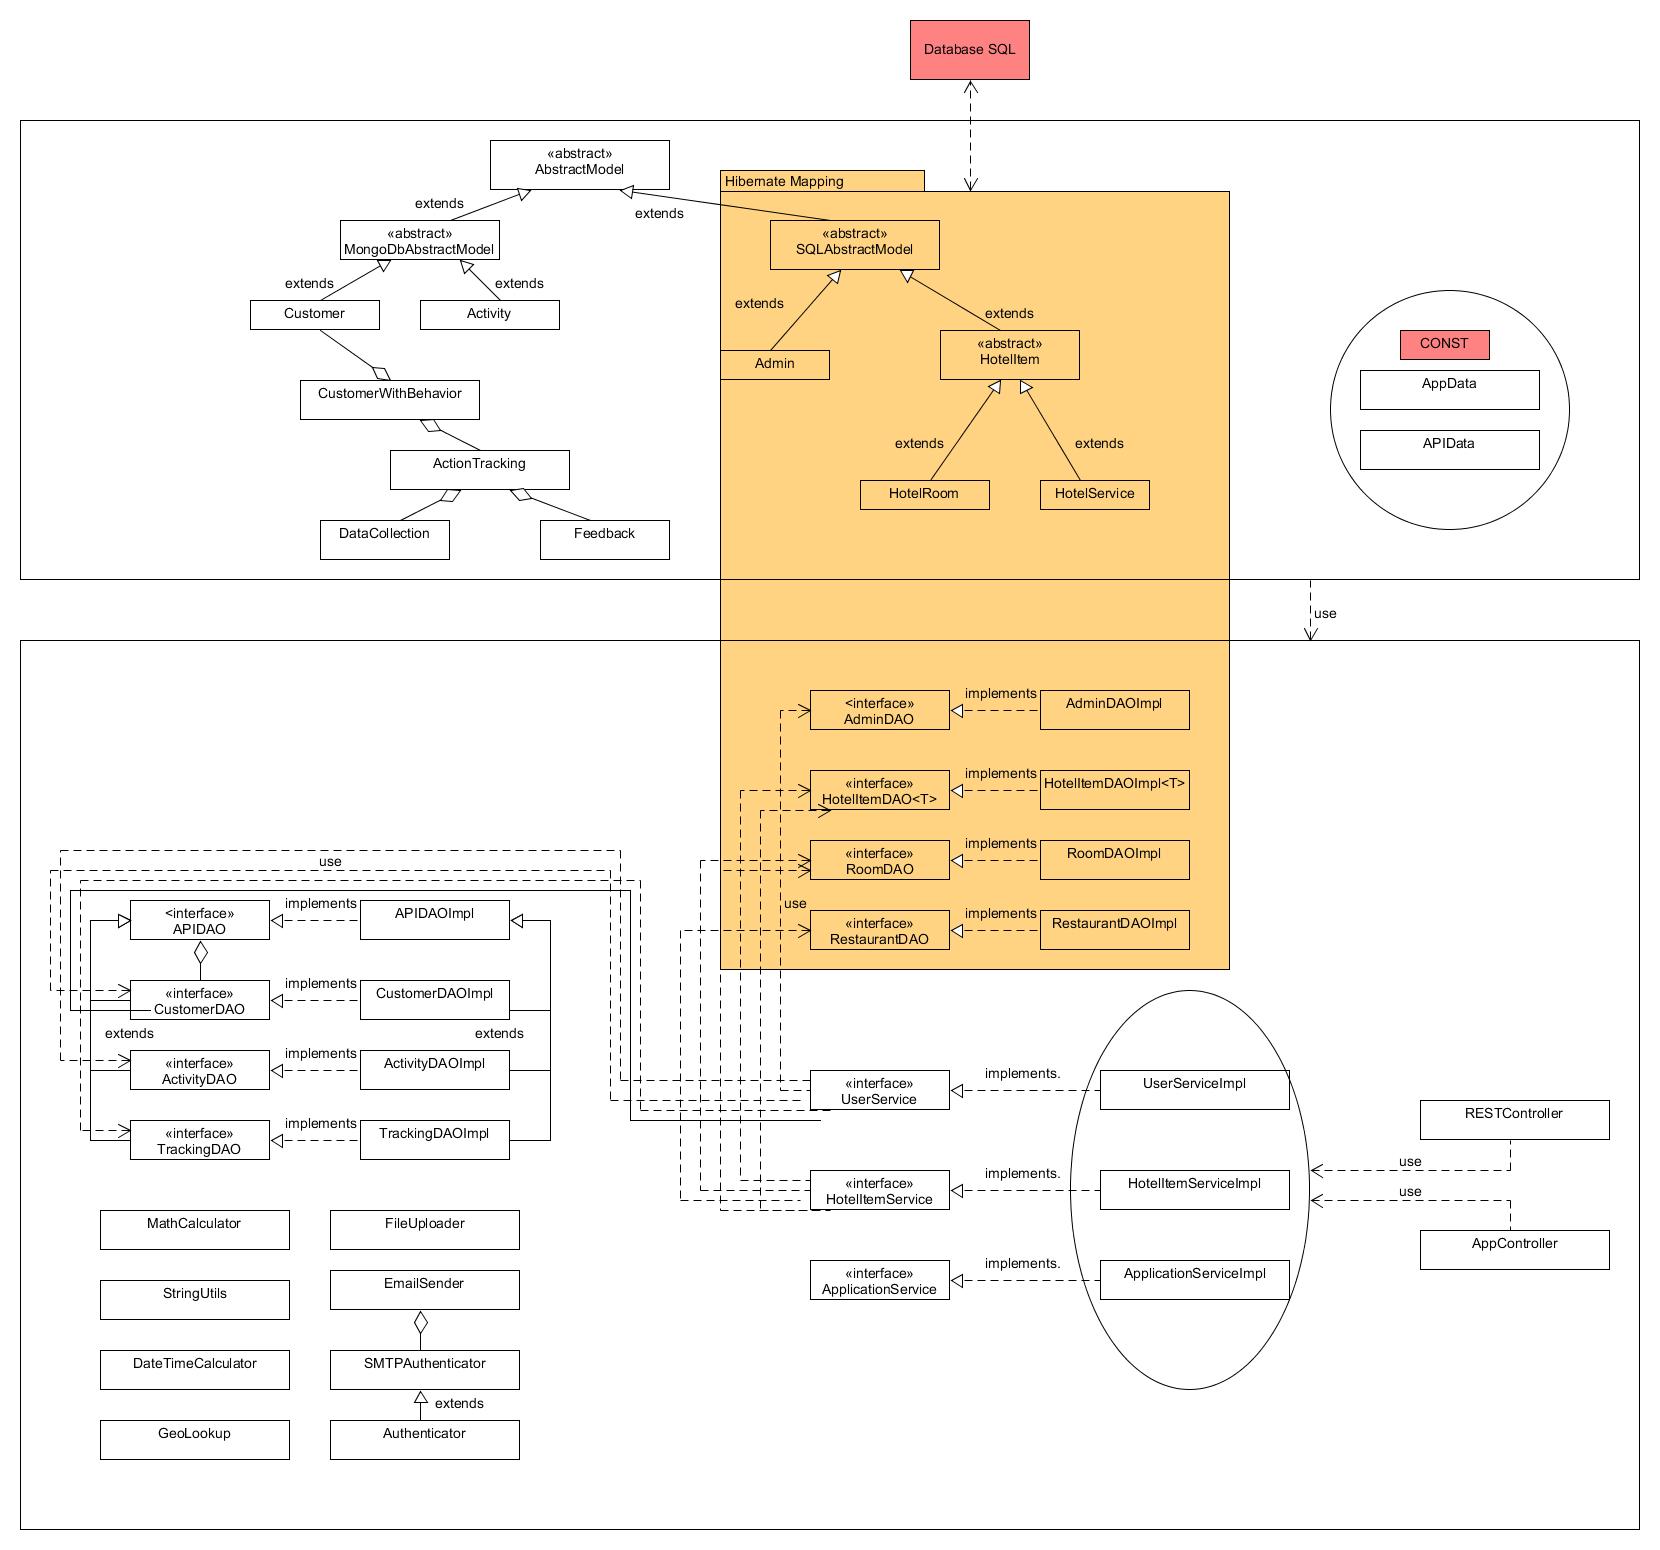 Database SQL
«abstract»
AbstractModel
Hibernate Mapping
extends
extends
«abstract»
MongoDbAbstractModel
«abstract»
SQLAbstractModel
extends
extends
extends
extends
Customer
Activity
«abstract»
HotelItem
CONST
Admin
AppData
CustomerWithBehavior
extends
extends
APIData
ActionTracking
HotelRoom
HotelService
DataCollection
Feedback
use
<interface»
AdminDAO
implements
AdminDAOImpl
«interface»
HotelItemDAO<T>
implements
HotelItemDAOImpl<T>
«interface»
RoomDAO
implements
RoomDAOImpl
use
use
«interface»
RestaurantDAO
implements
RestaurantDAOImpl
<interface»
APIDAO
implements
APIDAOImpl
«interface»
CustomerDAO
implements
CustomerDAOImpl
extends
extends
«interface»
ActivityDAO
implements
ActivityDAOImpl
«interface»
UserService
implements.
UserServiceImpl
RESTController
«interface»
TrackingDAO
implements
TrackingDAOImpl
use
«interface»
HotelItemService
implements.
HotelItemServiceImpl
use
MathCalculator
FileUploader
AppController
«interface»
ApplicationService
implements.
ApplicationServiceImpl
StringUtils
EmailSender
DateTimeCalculator
SMTPAuthenticator
extends
GeoLookup
Authenticator